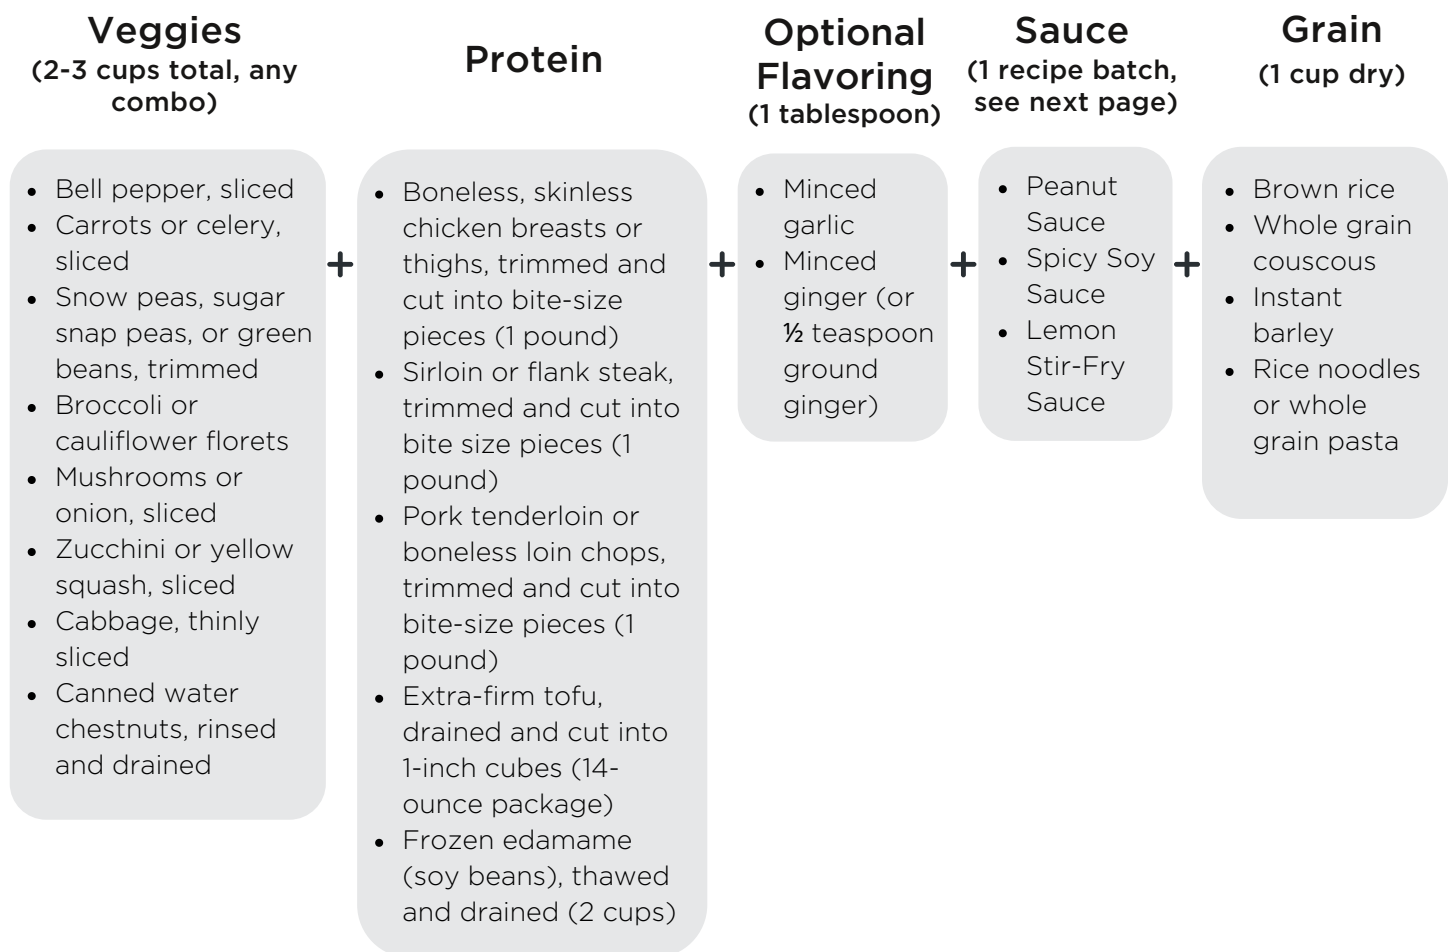 Veggies
(2-3 cups total, any
combo)
• Bell pepper, sliced
• Carrots or celery,
sliced
• Snow peas, sugar
snap peas, or green
beans, trimmed
• Broccoli or
cauliflower florets
• Mushrooms or
onion, sliced
• Zucchini or yellow
squash, sliced
• Cabbage, thinly
sliced
• Canned water
chestnuts, rinsed
and drained
+
Protein
• Boneless, skinless
chicken breasts or
thighs, trimmed and
cut into bite-size
pieces (1 pound)
• Sirloin or flank steak,
trimmed and cut into
bite size pieces (1
pound)
• Pork tenderloin or
boneless loin chops,
trimmed and cut into
bite-size pieces (1
pound)
• Extra-firm tofu,
drained and cut into
1-inch cubes (14-
ounce package)
• Frozen edamame
(soy beans), thawed
and drained (2 cups)
+
Optional
Flavoring
(1 tablespoon)
• Minced
garlic
• Minced
ginger (or
½ teaspoon
ground
ginger)
+
Sauce
(1 recipe batch,
see next page)
• Peanut
Sauce
• Spicy Soy
Sauce
• Lemon
Stir-Fry
Sauce
+
Grain
(1 cup dry)
• Brown rice
• Whole grain
couscous
• Instant
barley
• Rice noodles
or whole
grain pasta